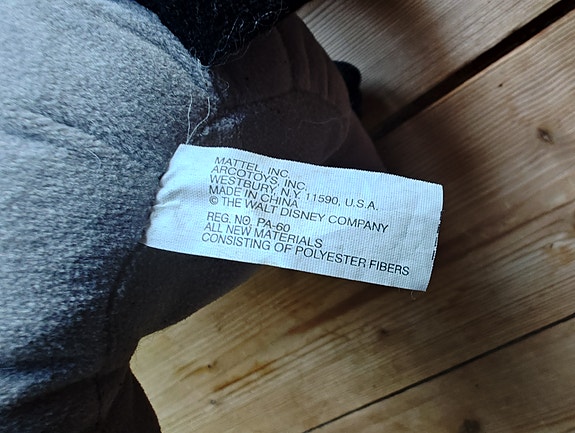 MATTEL, INC.
ARCOTOYS, INC.
WESTBURY, N.Y. 11590, U.S.A.
MADE IN CHINA
© THE WALT DISNEY COMPANY
REG. NO. PA-60
ALL NEW MATERIALS
CONSISTING OF POLYESTER FIBERS